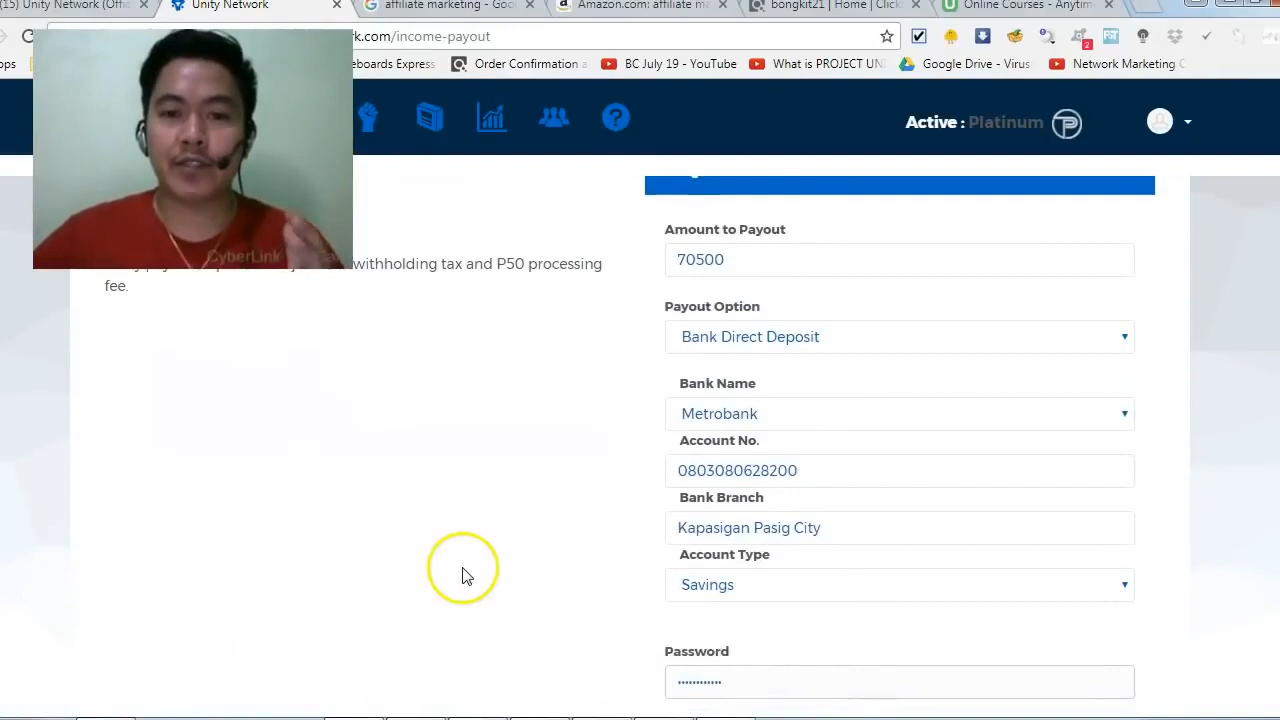 (5) Unity Network (Offi
Unity Network
affiliate marketing - Goo
Amazon.com: affiliate ma
bongkit21 | Home | Click
Online Courses - Anytim
k.com/income-payout
2
eboards Express
Order Confirmation a
BC July 19 - YouTube
What is PROJECT UN
Google Drive - Virus
Network Marketing C
Active : Platinum
CyberLink
withholding tax and P50 processing
fee.
Amount to Payout
70500
Payout Option
Bank Direct Deposit
Bank Name
Metrobank
Account No.
0803080628200
Bank Branch
Kapasigan Pasig City
Account Type
Savings
Password
••••••••••••